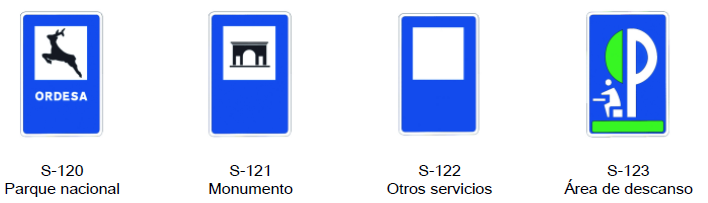 ORDESA
S-120
Parque nacional
S-121
Monumento
S-122
Otros servicios
P
S-123
Área de descanso